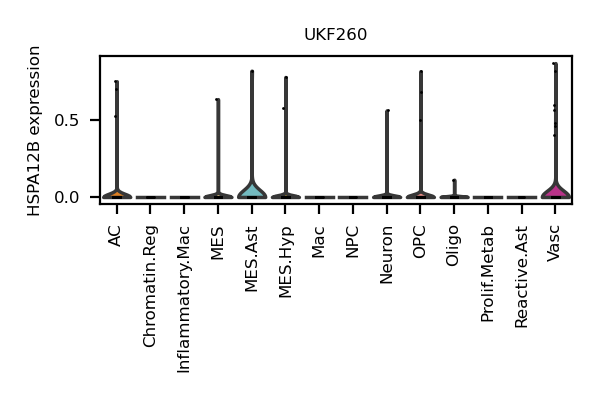 UKF260
HSPA12B expression
0.5
0.0
AC
Chromatin.Reg
Inflammatory.Mac
MES
MES.Ast
MES.Hyp
Mac
NPC
Neuron
OPC
Oligo
Prolif.Metab
Reactive.Ast
Vasc